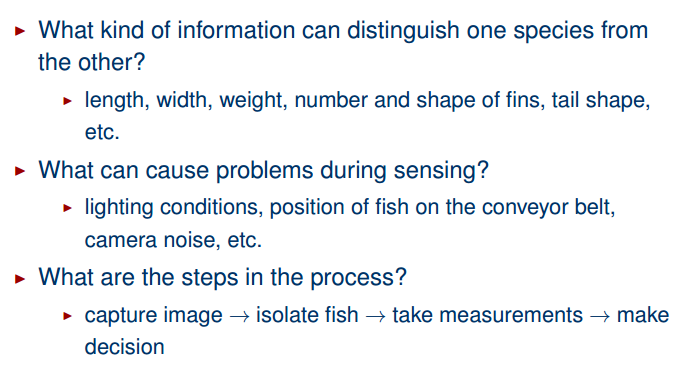 What kind of information can distinguish one species from
the other?
length, width, weight, number and shape of fins, tail shape,
etc.
What can cause problems during sensing?
lighting conditions, position of fish on the conveyor belt,
camera noise, etc.
What are the steps in the process?
capture image → isolate fish → take measurements → make
decision